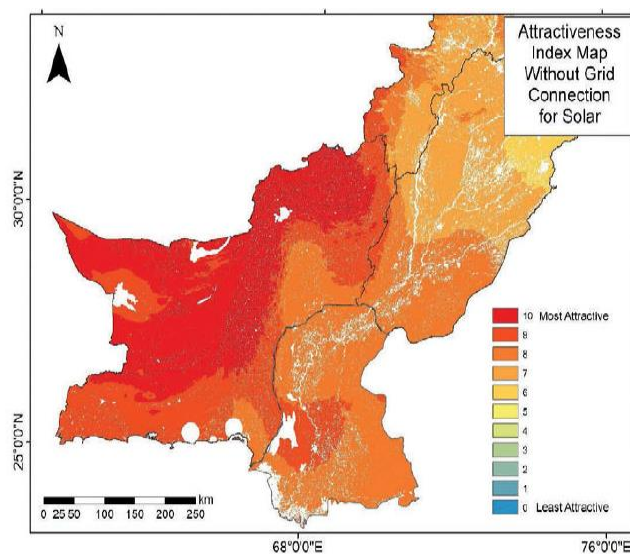 N
Attractiveness
Index Map
Without Grid
Connection
for Solar
30°0'0"N
25°0'0"N
10 Most Attractive
9
8
7
6
5
4
3
2
1
0 Least Attractive
km
0 25 50 100 150 200 250
68°0'0"E
76°0'0"E